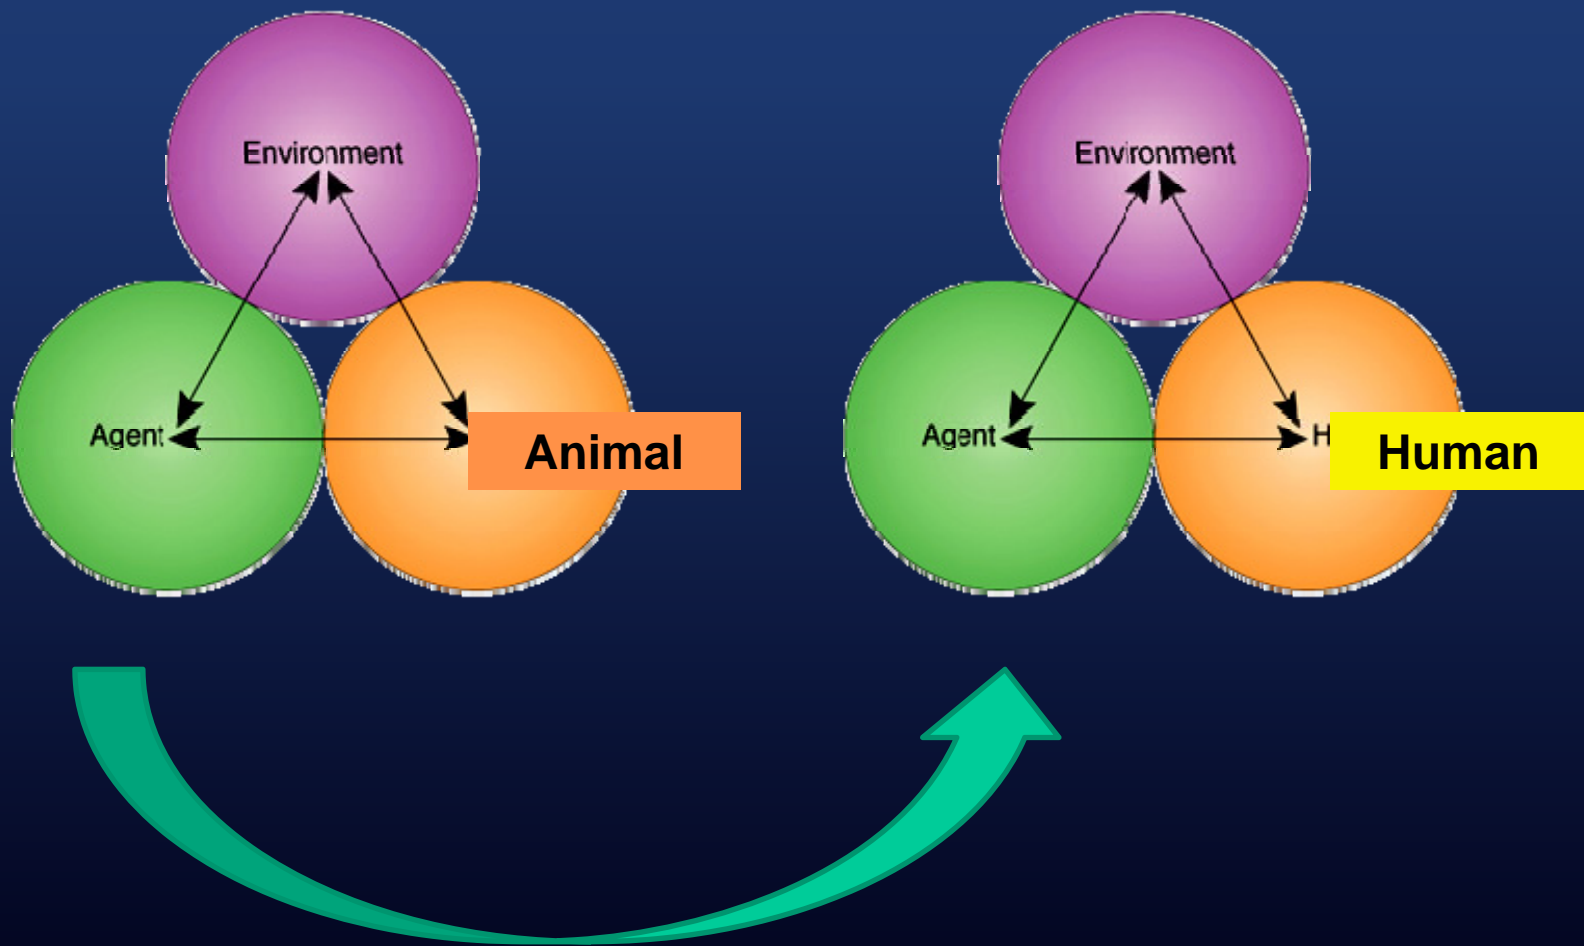 Environment
Agent
Animal
Environment
Agent
H
Human